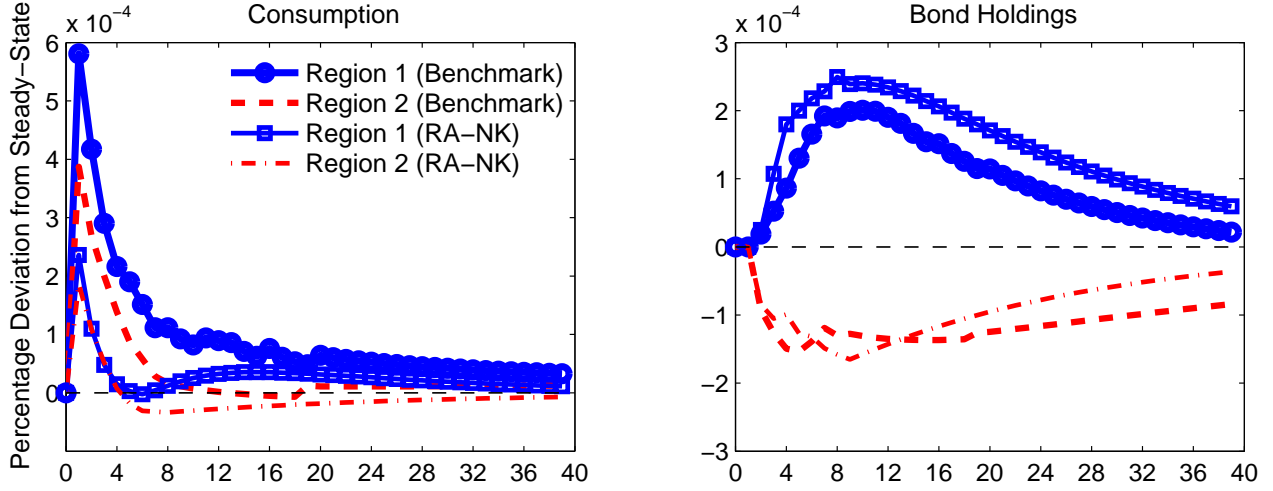 Consumption
x 10−4
Percentage Deviation from Steady−State
6
5
4
3
2
1
0
0 4 8 12 16 20 24 28 32 36 40
Region 1 (Benchmark)
Region 2 (Benchmark)
Region 1 (RA−NK)
Region 2 (RA−NK)
Bond Holdings
x 10−4
3
2
1
0
−1
−2
−3
0 4 8 12 16 20 24 28 32 36 40